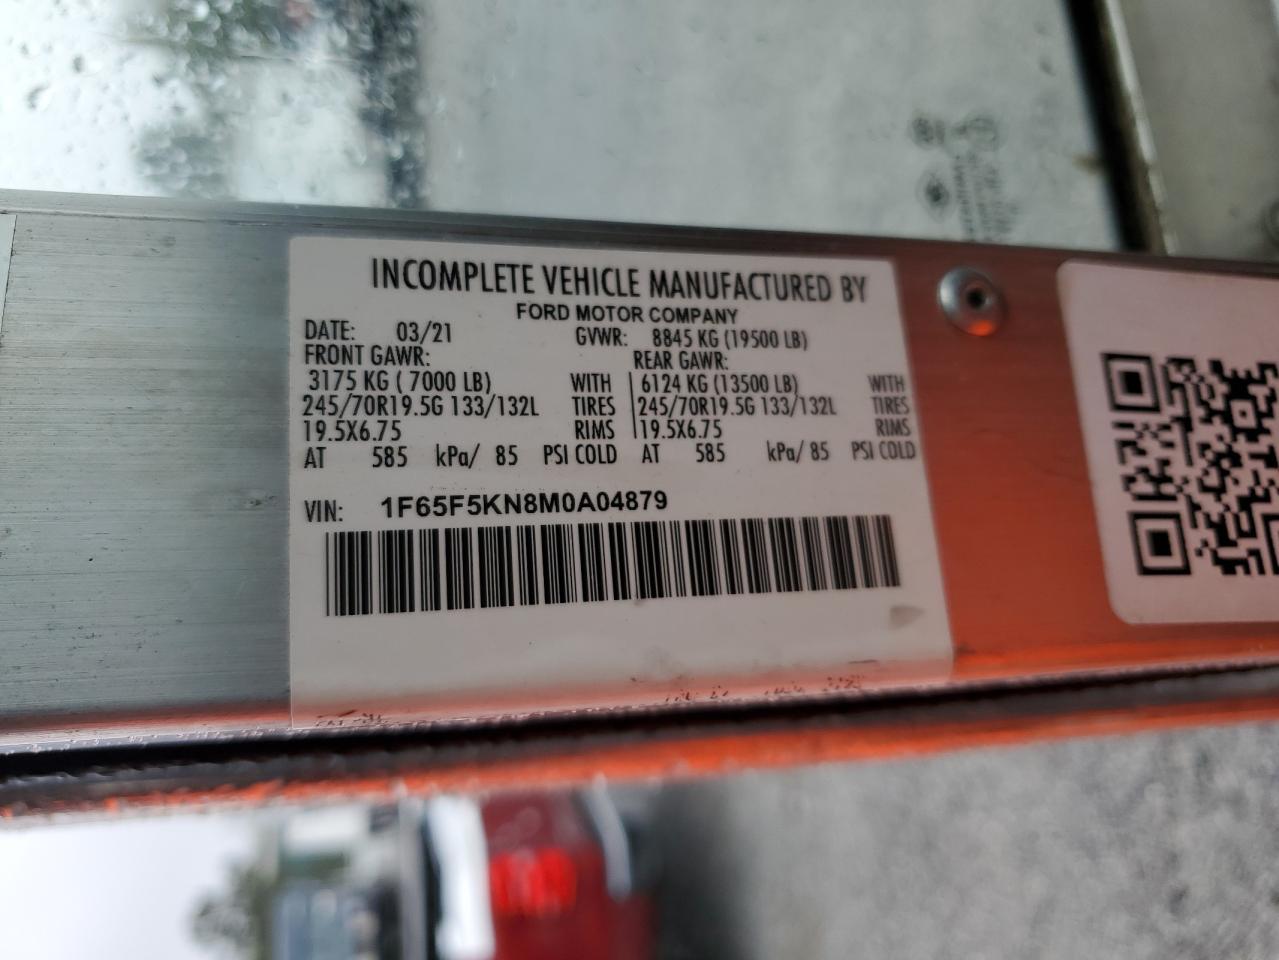 INCOMPLETE VEHICLE MANUFACTURED BY
FORD MOTOR COMPANY
DATE: 03/21 GVWR: 8845 KG (19500 LB)
FRONT GAWR: REAR GAWR:
3175 KG ( 7000 LB) WITH 6124 KG (13500 LB) WITH
245/70R19.5G 133/132L TIRES 245/70R19.5G 133/132L TIRES
19.5X6.75 RIMS 19.5X6.75 RIMS
AT 585 kPa/ 85 PSI COLD AT 585 kPa/ 85 PSI COLD
VIN: 1F65F5KN8M0A04879